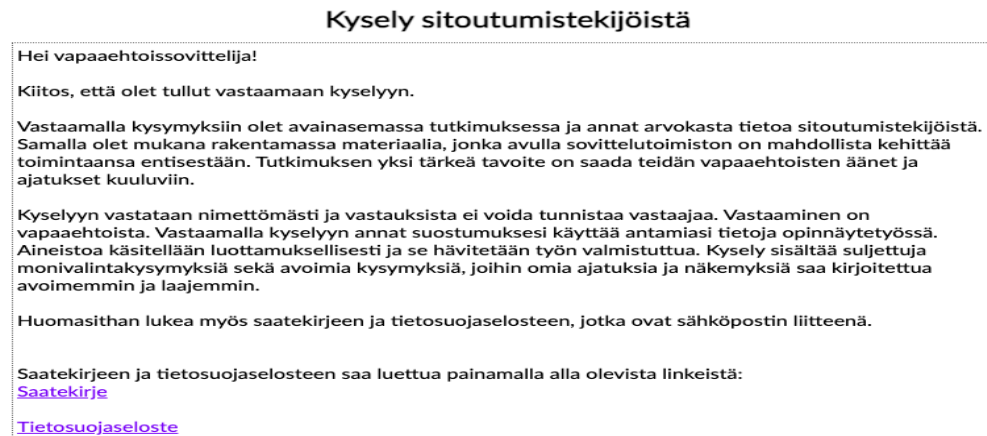 Kysely sitoutumistekijöistä
Hei vapaaehtoissovittelija!
Kiitos, että olet tullut vastaamaan kyselyyn.
Vastaamalla kysymyksiin olet avainasemassa tutkimuksessa ja annat arvokasta tietoa sitoutumistekijöistä.
Samalla olet mukana rakentamassa materiaalia, jonka avulla sovittelutoimiston on mahdollista kehittää
toimintaansa entisestään. Tutkimuksen yksi tärkeä tavoite on saada teidän vapaaehtoisten äänet ja
ajatukset kuuluviin.
Kyselyyn vastataan nimettömästi ja vastauksista ei voida tunnistaa vastaajaa. Vastaaminen on
vapaaehtoista. Vastaamalla kyselyyn annat suostumuksesi käyttää antamiasi tietoja opinnäytetyössä.
Aineistoa käsitellään luottamuksellisesti ja se hävitetään työn valmistuttua. Kysely sisältää suljettuja
monivalintakysymyksiä sekä avoimia kysymyksiä, joihin omia ajatuksia ja näkemyksiä saa kirjoitettua
avoimemmin ja laajemmin.
Huomasithan lukea myös saatekirjeen ja tietosuojaselosteen, jotka ovat sähköpostin liitteenä.
Saatekirjeen ja tietosuojaselosteen saa luettua painamalla alla olevista linkeistä:
Saatekirje
Tietosuojaseloste